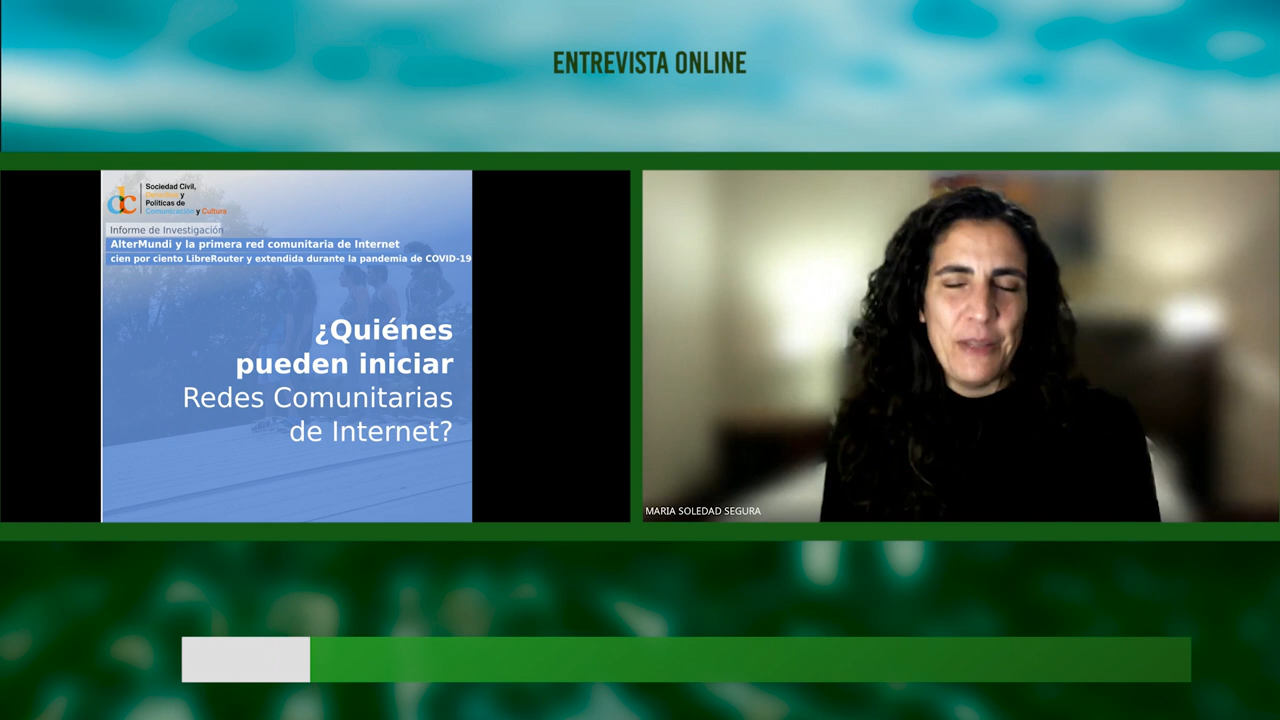 ENTREVISTA ONLINE
dc
Sociedad Civil,
Derechos y
Políticas de
Comunicación y Cultura
Informe de Investigación
AlterMundi y la primera red comunitaria de Internet
cien por ciento LibreRouter y extendida durante la pandemia de COVID-19
¿Quiénes
pueden iniciar
Redes Comunitarias
de Internet?
MARIA SOLEDAD SEGURA